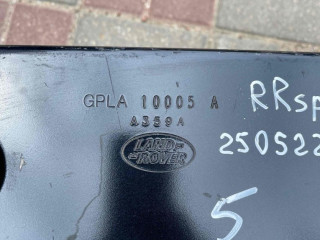 GPLA 10005 A
A359A
LAND-
-ROVER
RRsp
250522
5